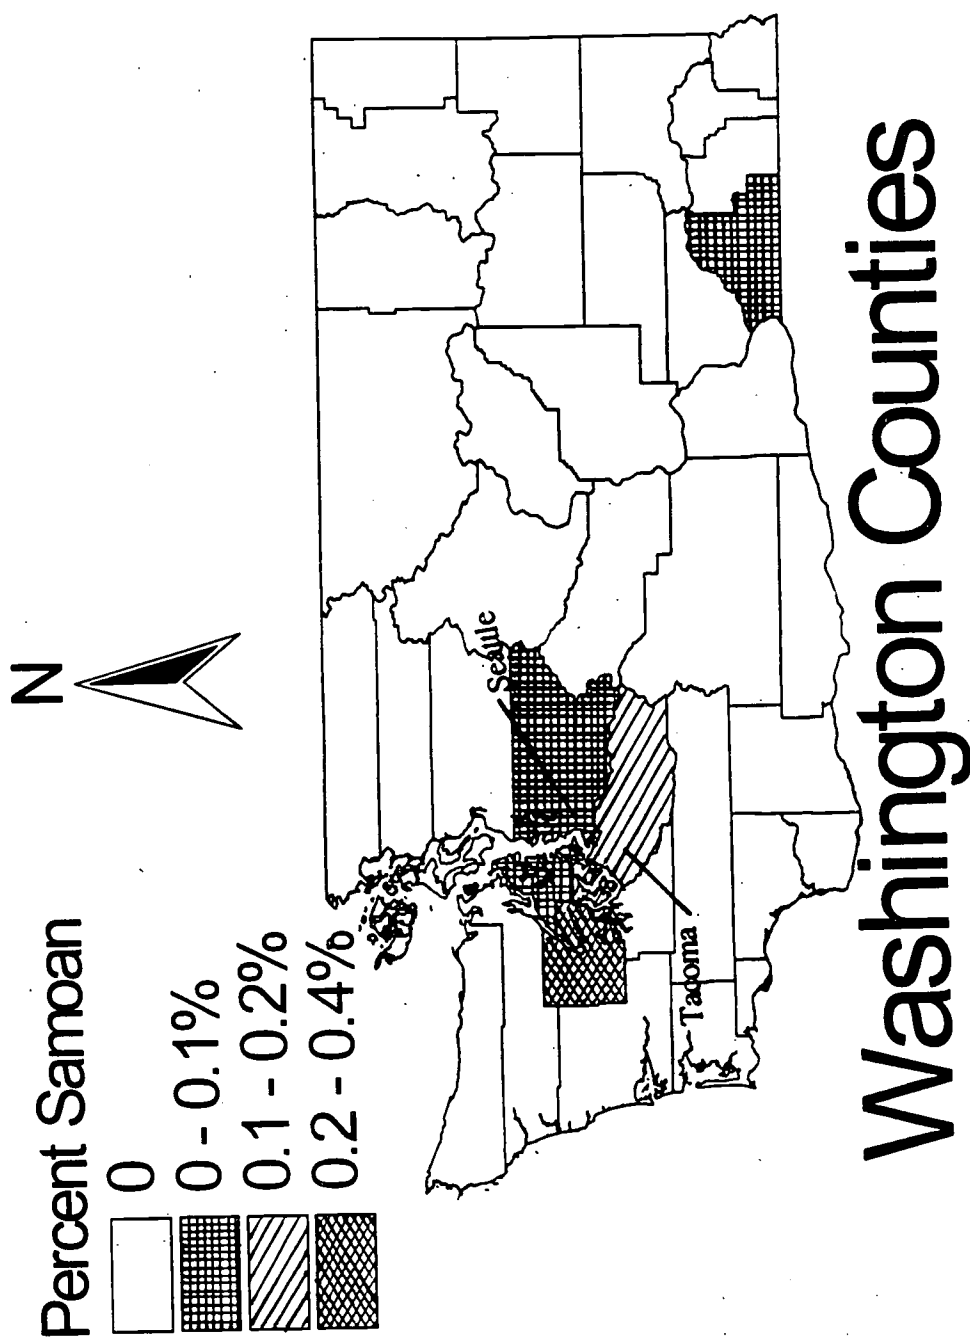 N
Percent Samoan
0
0 - 0.1%
0.1 - 0.2%
0.2 - 0.4%
Seattle
Tacoma
Washington Counties